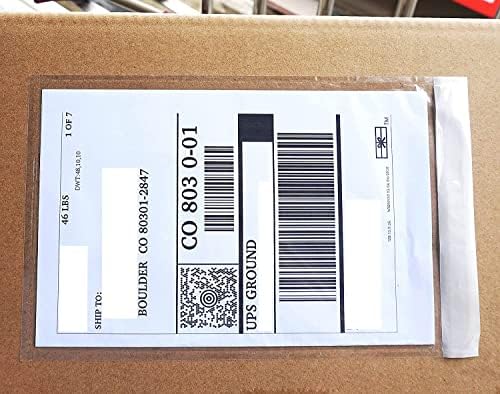 46 LBS 1 OF 7
DWT: 48,10,10
SHIP TO:
BOULDER CO 80301-2847
CO 803 0-01
UPS GROUND
TM